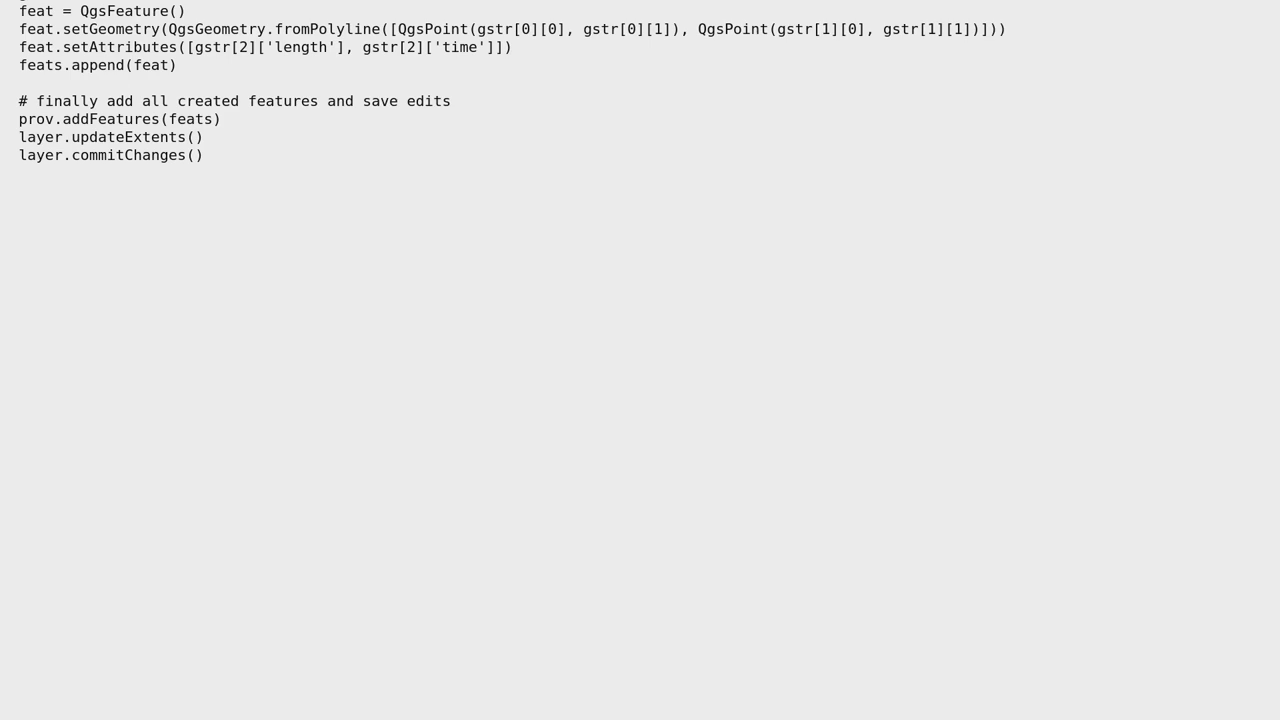 feat = QgsFeature()
feat.setGeometry(QgsGeometry.fromPolyline([QgsPoint(gstr[0][0], gstr[0][1]), QgsPoint(gstr[1][0], gstr[1][1])]))
feat.setAttributes([gstr[2]['length'], gstr[2]['time']])
feats.append(feat)

# finally add all created features and save edits
prov.addFeatures(feats)
layer.updateExtents()
layer.commitChanges()